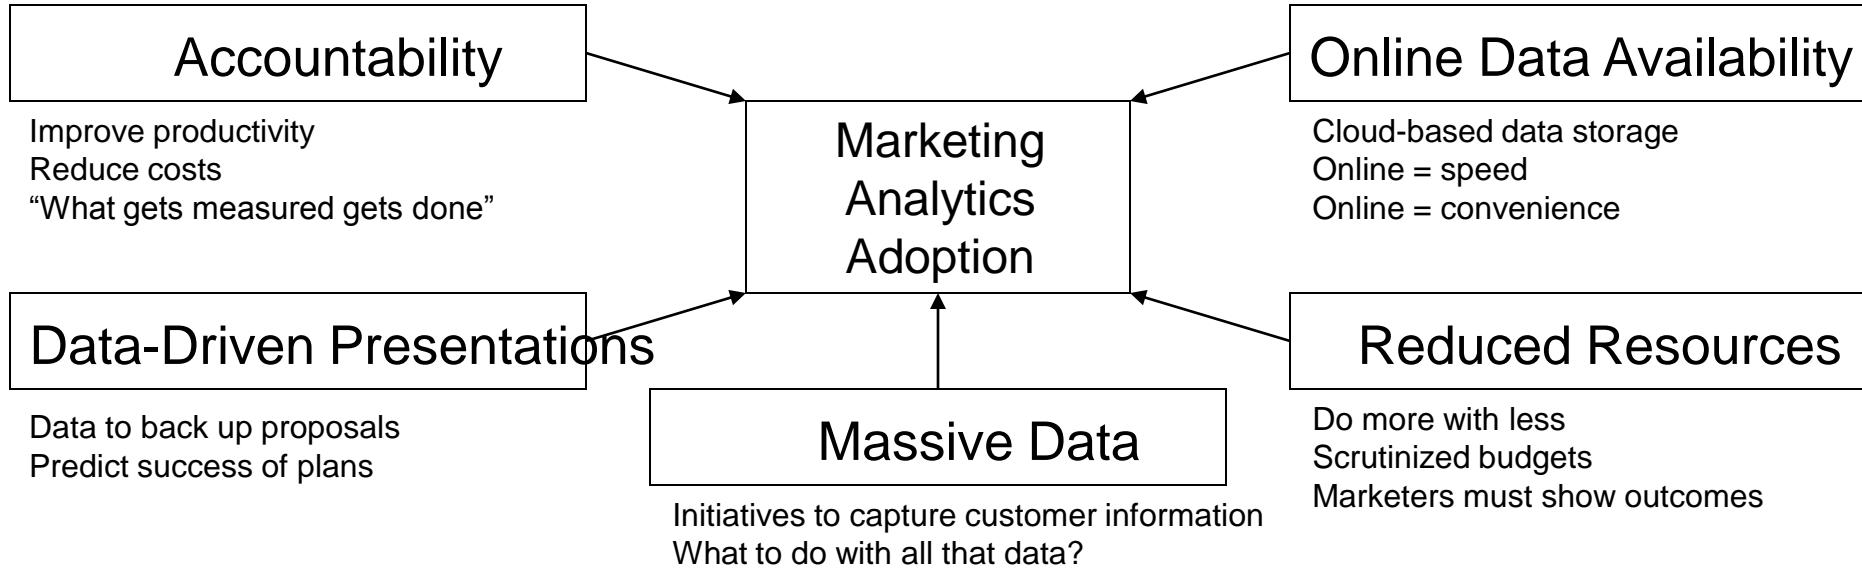 Accountability
Improve productivity
Reduce costs
“What gets measured gets done”
Online Data Availability
Cloud-based data storage
Online = speed
Online = convenience
Marketing
Analytics
Adoption
Data-Driven Presentations
Data to back up proposals
Predict success of plans
Massive Data
Initiatives to capture customer information
What to do with all that data?
Reduced Resources
Do more with less
Scrutinized budgets
Marketers must show outcomes